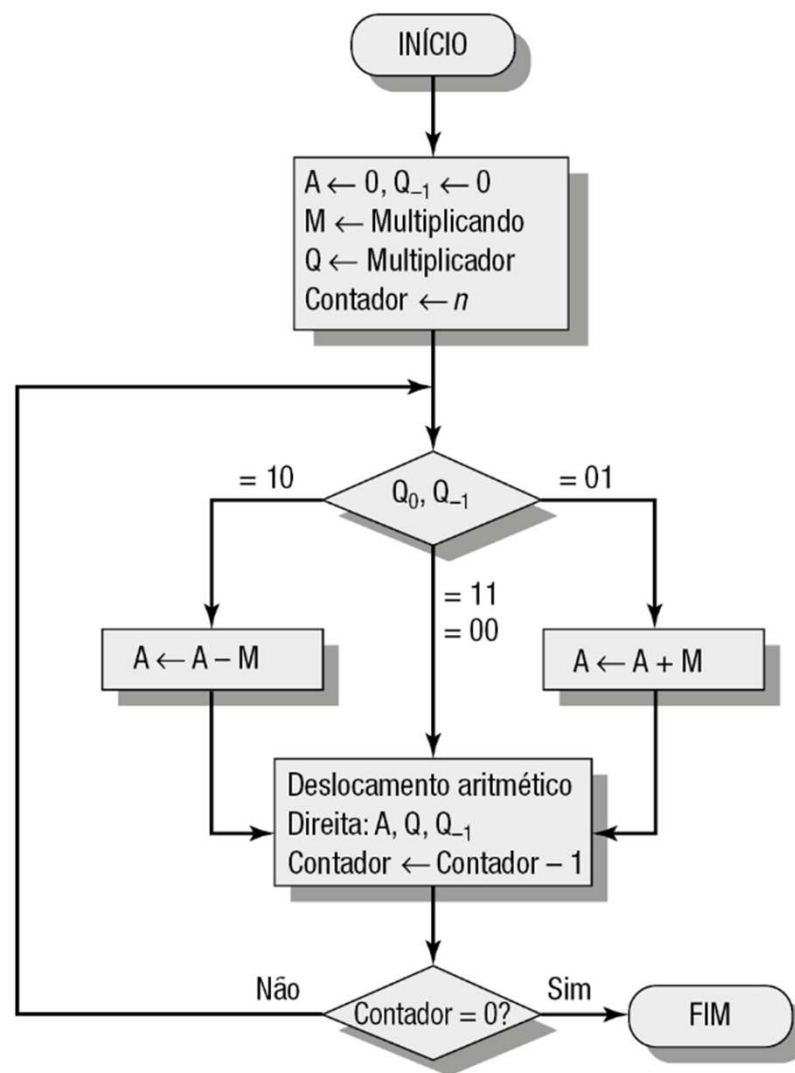 INÍCIO
A ← 0, Q₋₁ ← 0
M ← Multiplicando
Q ← Multiplicador
Contador ← n
Q₀, Q₋₁
= 10
= 01
= 11
= 00
A ← A – M
A ← A + M
Deslocamento aritmético
Direita: A, Q, Q₋₁
Contador ← Contador – 1
Contador = 0?
Não
Sim
FIM